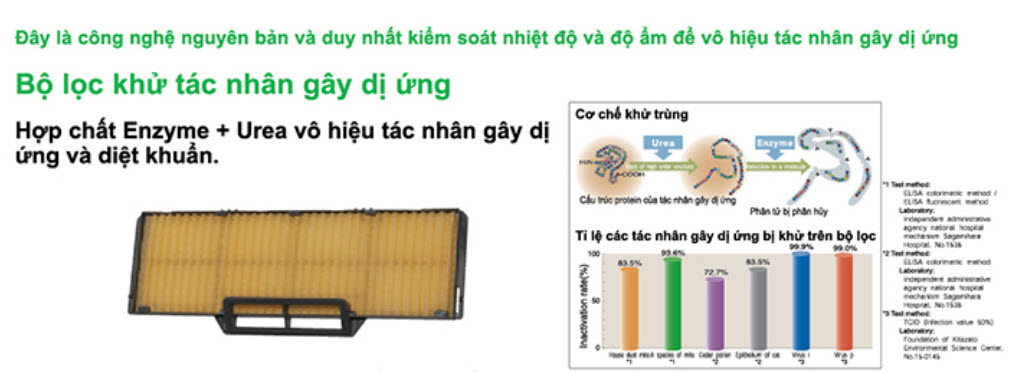 Đây là công nghệ nguyên bản và duy nhất kiểm soát nhiệt độ và độ ẩm để vô hiệu tác nhân gây dị ứng
Bộ lọc khử tác nhân gây dị ứng
Hợp chất Enzyme + Urea vô hiệu tác nhân gây dị
ứng và diệt khuẩn.
Cơ chế khử trùng
Urea
Enzyme
COOH
Cấu trúc protein của tác nhân gây dị ứng
Phân tử bị phân hủy
Tỉ lệ các tác nhân gây dị ứng bị khử trên bộ lọc
Inactivation rate(%)
100
50
0
83.5%
93.6%
72.7%
83.5%
99.9%
99.0%
House dust mite
A species of mite
Cedar pollen
Epithelium of cat
Virus i
Virus p
*1
*1
*2
*2
*3
*3
*1 Test method:
ELISA colorimetric method /
ELISA fluorescent method
Laboratory:
Independent administrative
agency national hospital
mechanism Sagamihara
Hospital, No.1536
*2 Test method:
ELISA colorimetric method
Laboratory:
Independent administrative
agency national hospital
mechanism Sagamihara
Hospital, No.1536
*3 Test method:
TCID (Infection value 50%)
Laboratory:
Foundation of Kitazato
Environmental Science Center,
No.15-0145